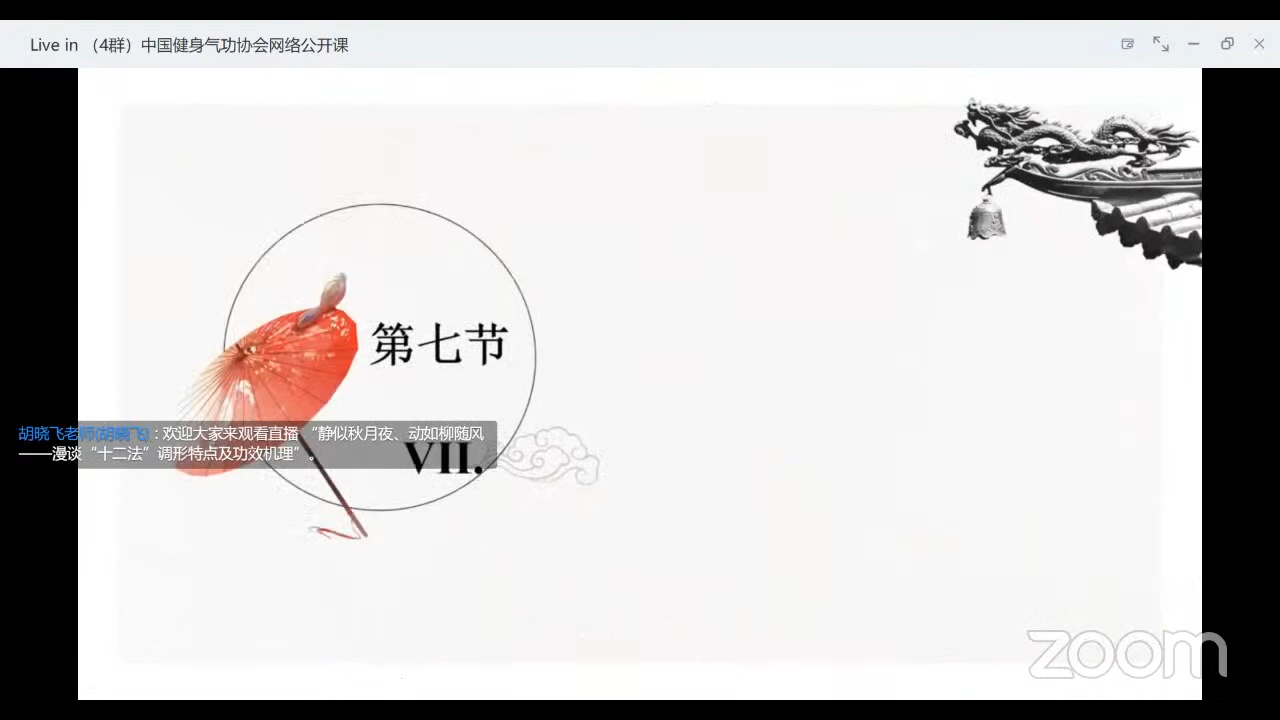 Live in （4群）中国健身气功协会网络公开课
第七节
胡晓飞老师(胡晓飞)：欢迎大家来观看直播 “静似秋月夜、动如柳随风
——漫谈“十二法”调形特点及功效机理”。
VII.
zoom